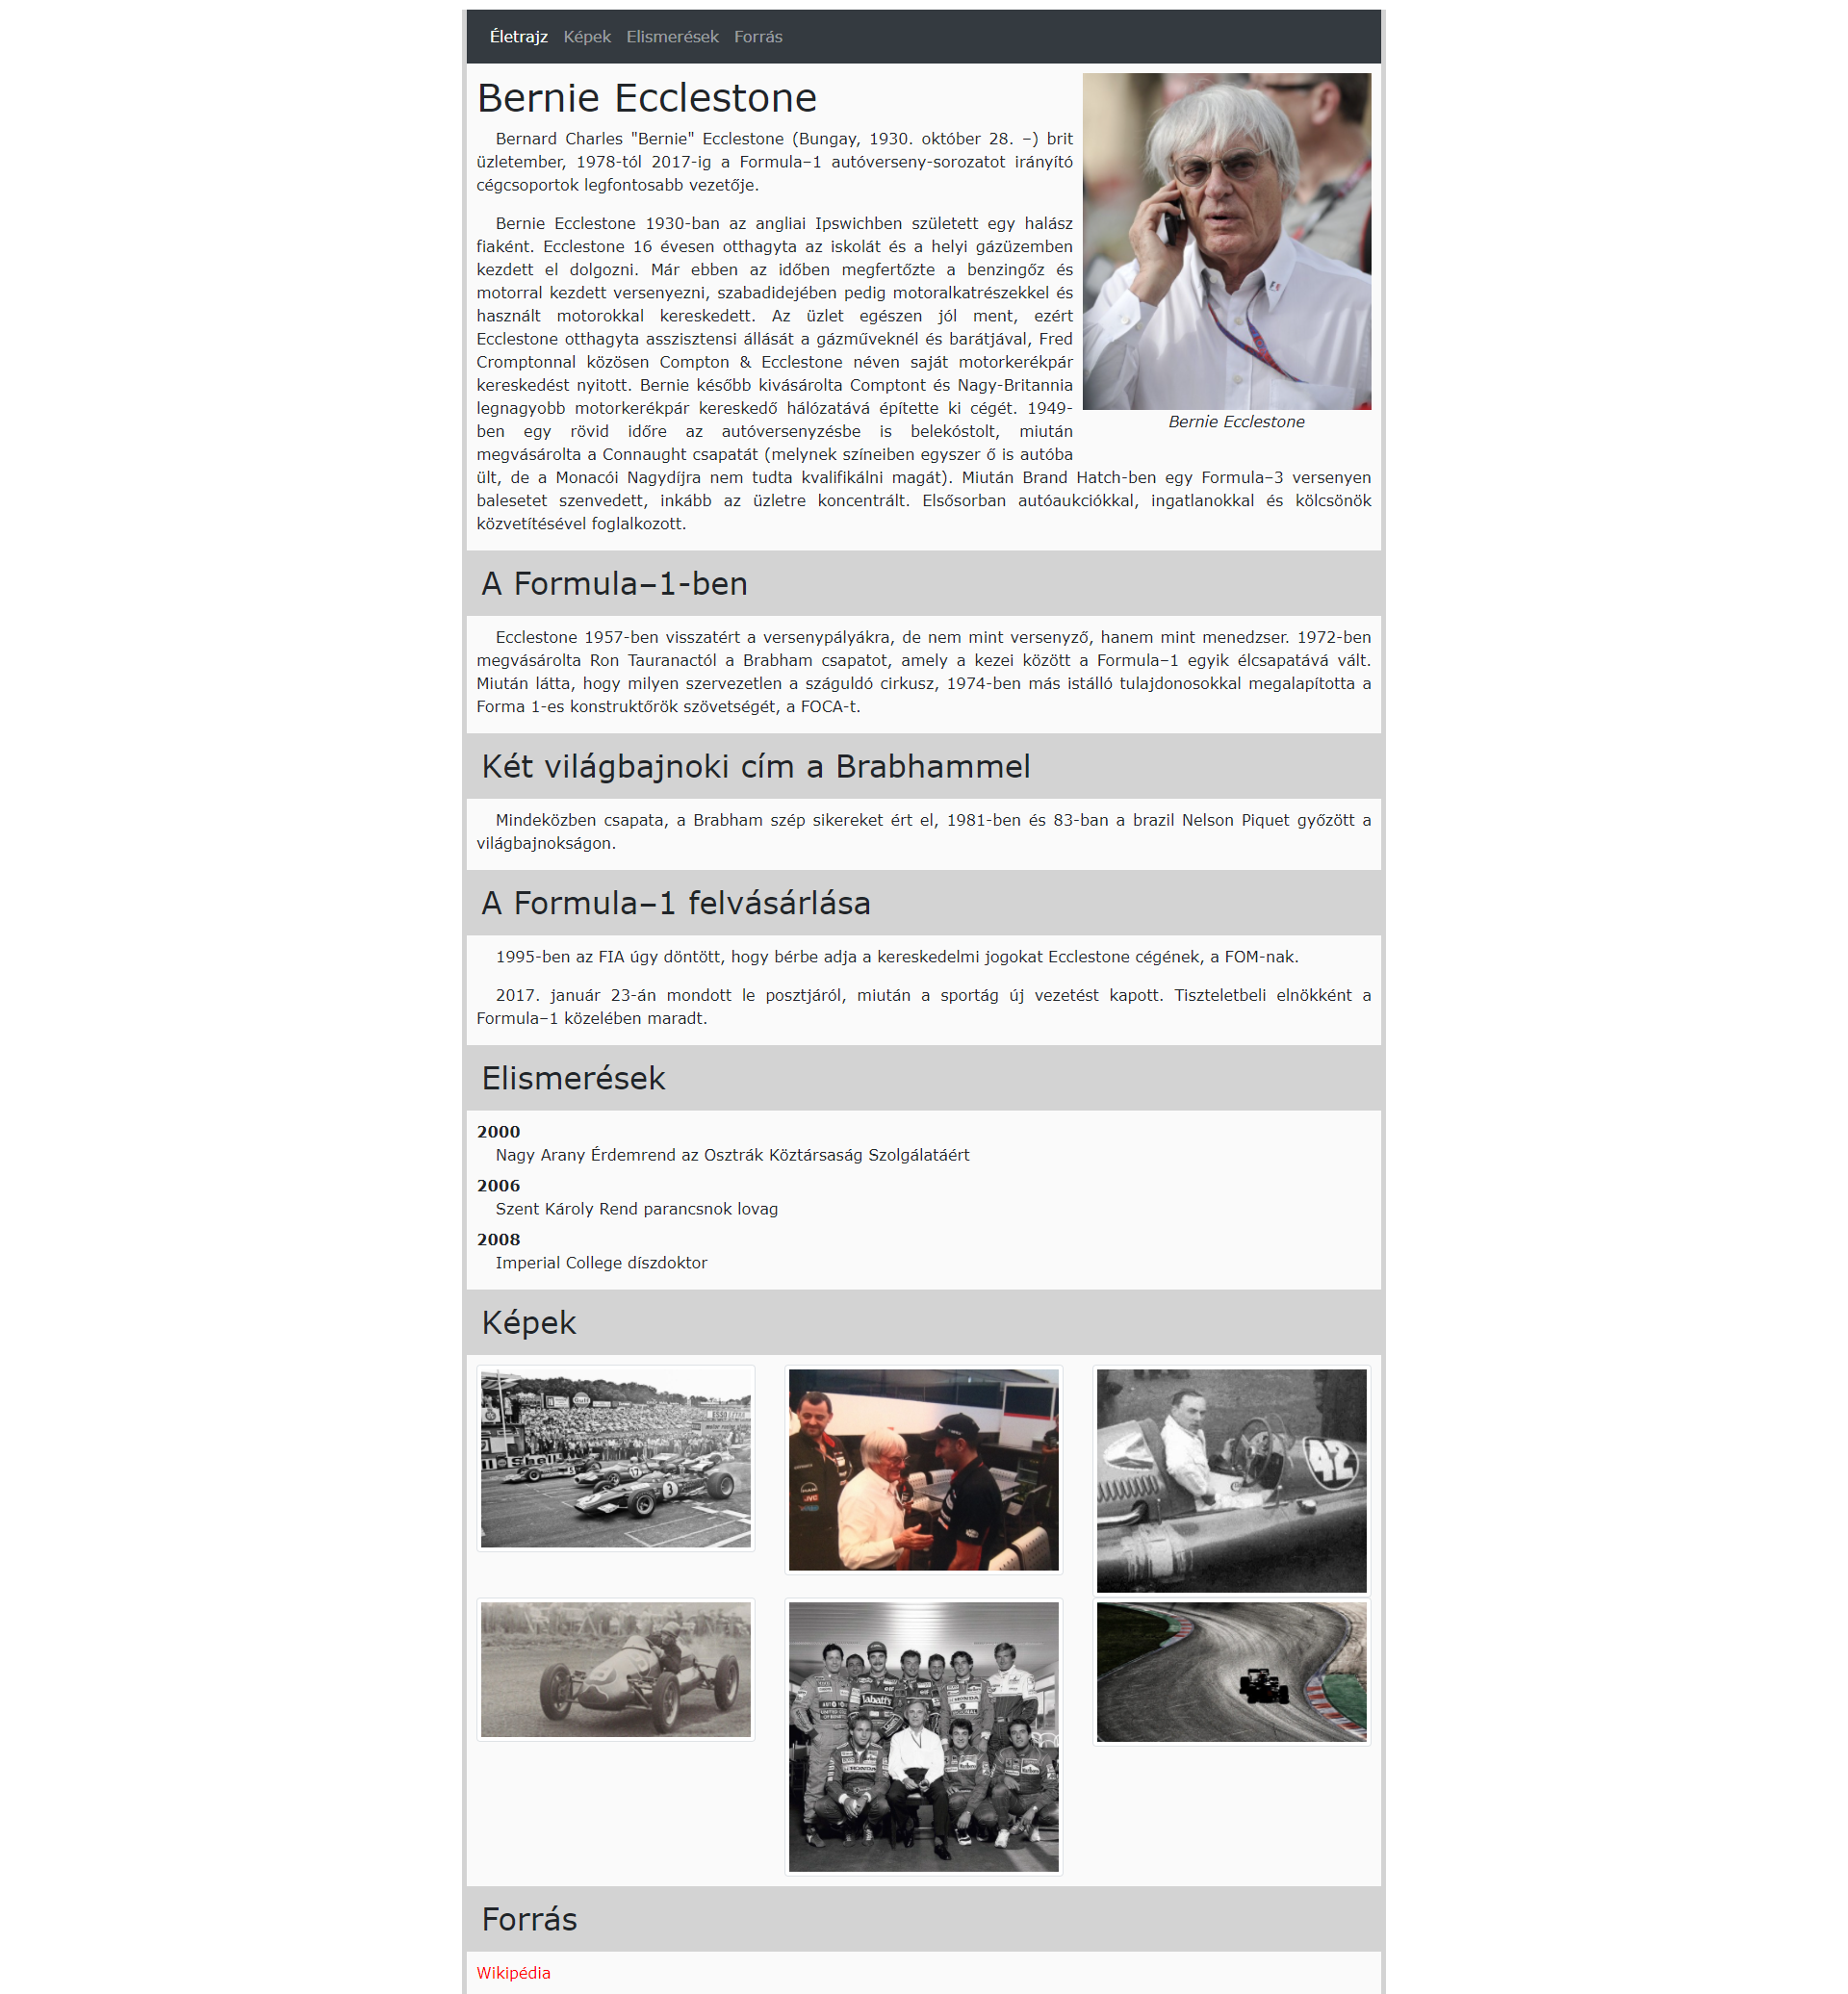 Életrajz Képek Elismerések Forrás
Bernie Ecclestone
Bernard Charles "Bernie" Ecclestone (Bungay, 1930. október 28. –) brit
üzletember, 1978-tól 2017-ig a Formula–1 autóverseny-sorozatot irányító
cégcsoportok legfontosabb vezetője.
Bernie Ecclestone 1930-ban az angliai Ipswichben született egy halász
fiaként. Ecclestone 16 évesen otthagyta az iskolát és a helyi gázüzemben
kezdett el dolgozni. Már ebben az időben megfertőzte a benzingőz és
motorral kezdett versenyezni, szabadidejében pedig motoralkatrészekkel és
használt motorokkal kereskedett. Az üzlet egészen jól ment, ezért
Ecclestone otthagyta asszisztensi állását a gázműveknél és barátjával, Fred
Cromptonnal közösen Compton & Ecclestone néven saját motorkerékpár
kereskedést nyitott. Bernie később kivásárolta Comptont és Nagy-Britannia
legnagyobb motorkerékpár kereskedő hálózatává építette ki cégét. 1949-
ben egy rövid időre az autóversenyzésbe is belekóstolt, miután
megvásárolta a Connaught csapatát (melynek színeiben egyszer ő is autóba
ült, de a Monacói Nagydíjra nem tudta kvalifikálni magát). Miután Brand Hatch-ben egy Formula–3 versenyen
balesetet szenvedett, inkább az üzletre koncentrált. Elsősorban autóaukciókkal, ingatlanokkal és kölcsönök
közvetítésével foglalkozott.
Bernie Ecclestone
A Formula–1-ben
Ecclestone 1957-ben visszatért a versenypályákra, de nem mint versenyző, hanem mint menedzser. 1972-ben
megvásárolta Ron Tauranactól a Brabham csapatot, amely a kezei között a Formula–1 egyik élcsapatává vált.
Miután látta, hogy milyen szervezetlen a száguldó cirkusz, 1974-ben más istálló tulajdonosokkal megalapította a
Forma 1-es konstruktőrök szövetségét, a FOCA-t.
Két világbajnoki cím a Brabhammel
Mindeközben csapata, a Brabham szép sikereket ért el, 1981-ben és 83-ban a brazil Nelson Piquet győzött a
világbajnokságon.
A Formula–1 felvásárlása
1995-ben az FIA úgy döntött, hogy bérbe adja a kereskedelmi jogokat Ecclestone cégének, a FOM-nak.
2017. január 23-án mondott le posztjáról, miután a sportág új vezetést kapott. Tiszteletbeli elnökként a
Formula–1 közelében maradt.
Elismerések
2000
Nagy Arany Érdemrend az Osztrák Köztársaság Szolgálatáért
2006
Szent Károly Rend parancsnok lovag
2008
Imperial College díszdoktor
Képek
Shell
3
42
Forrás
Wikipédia